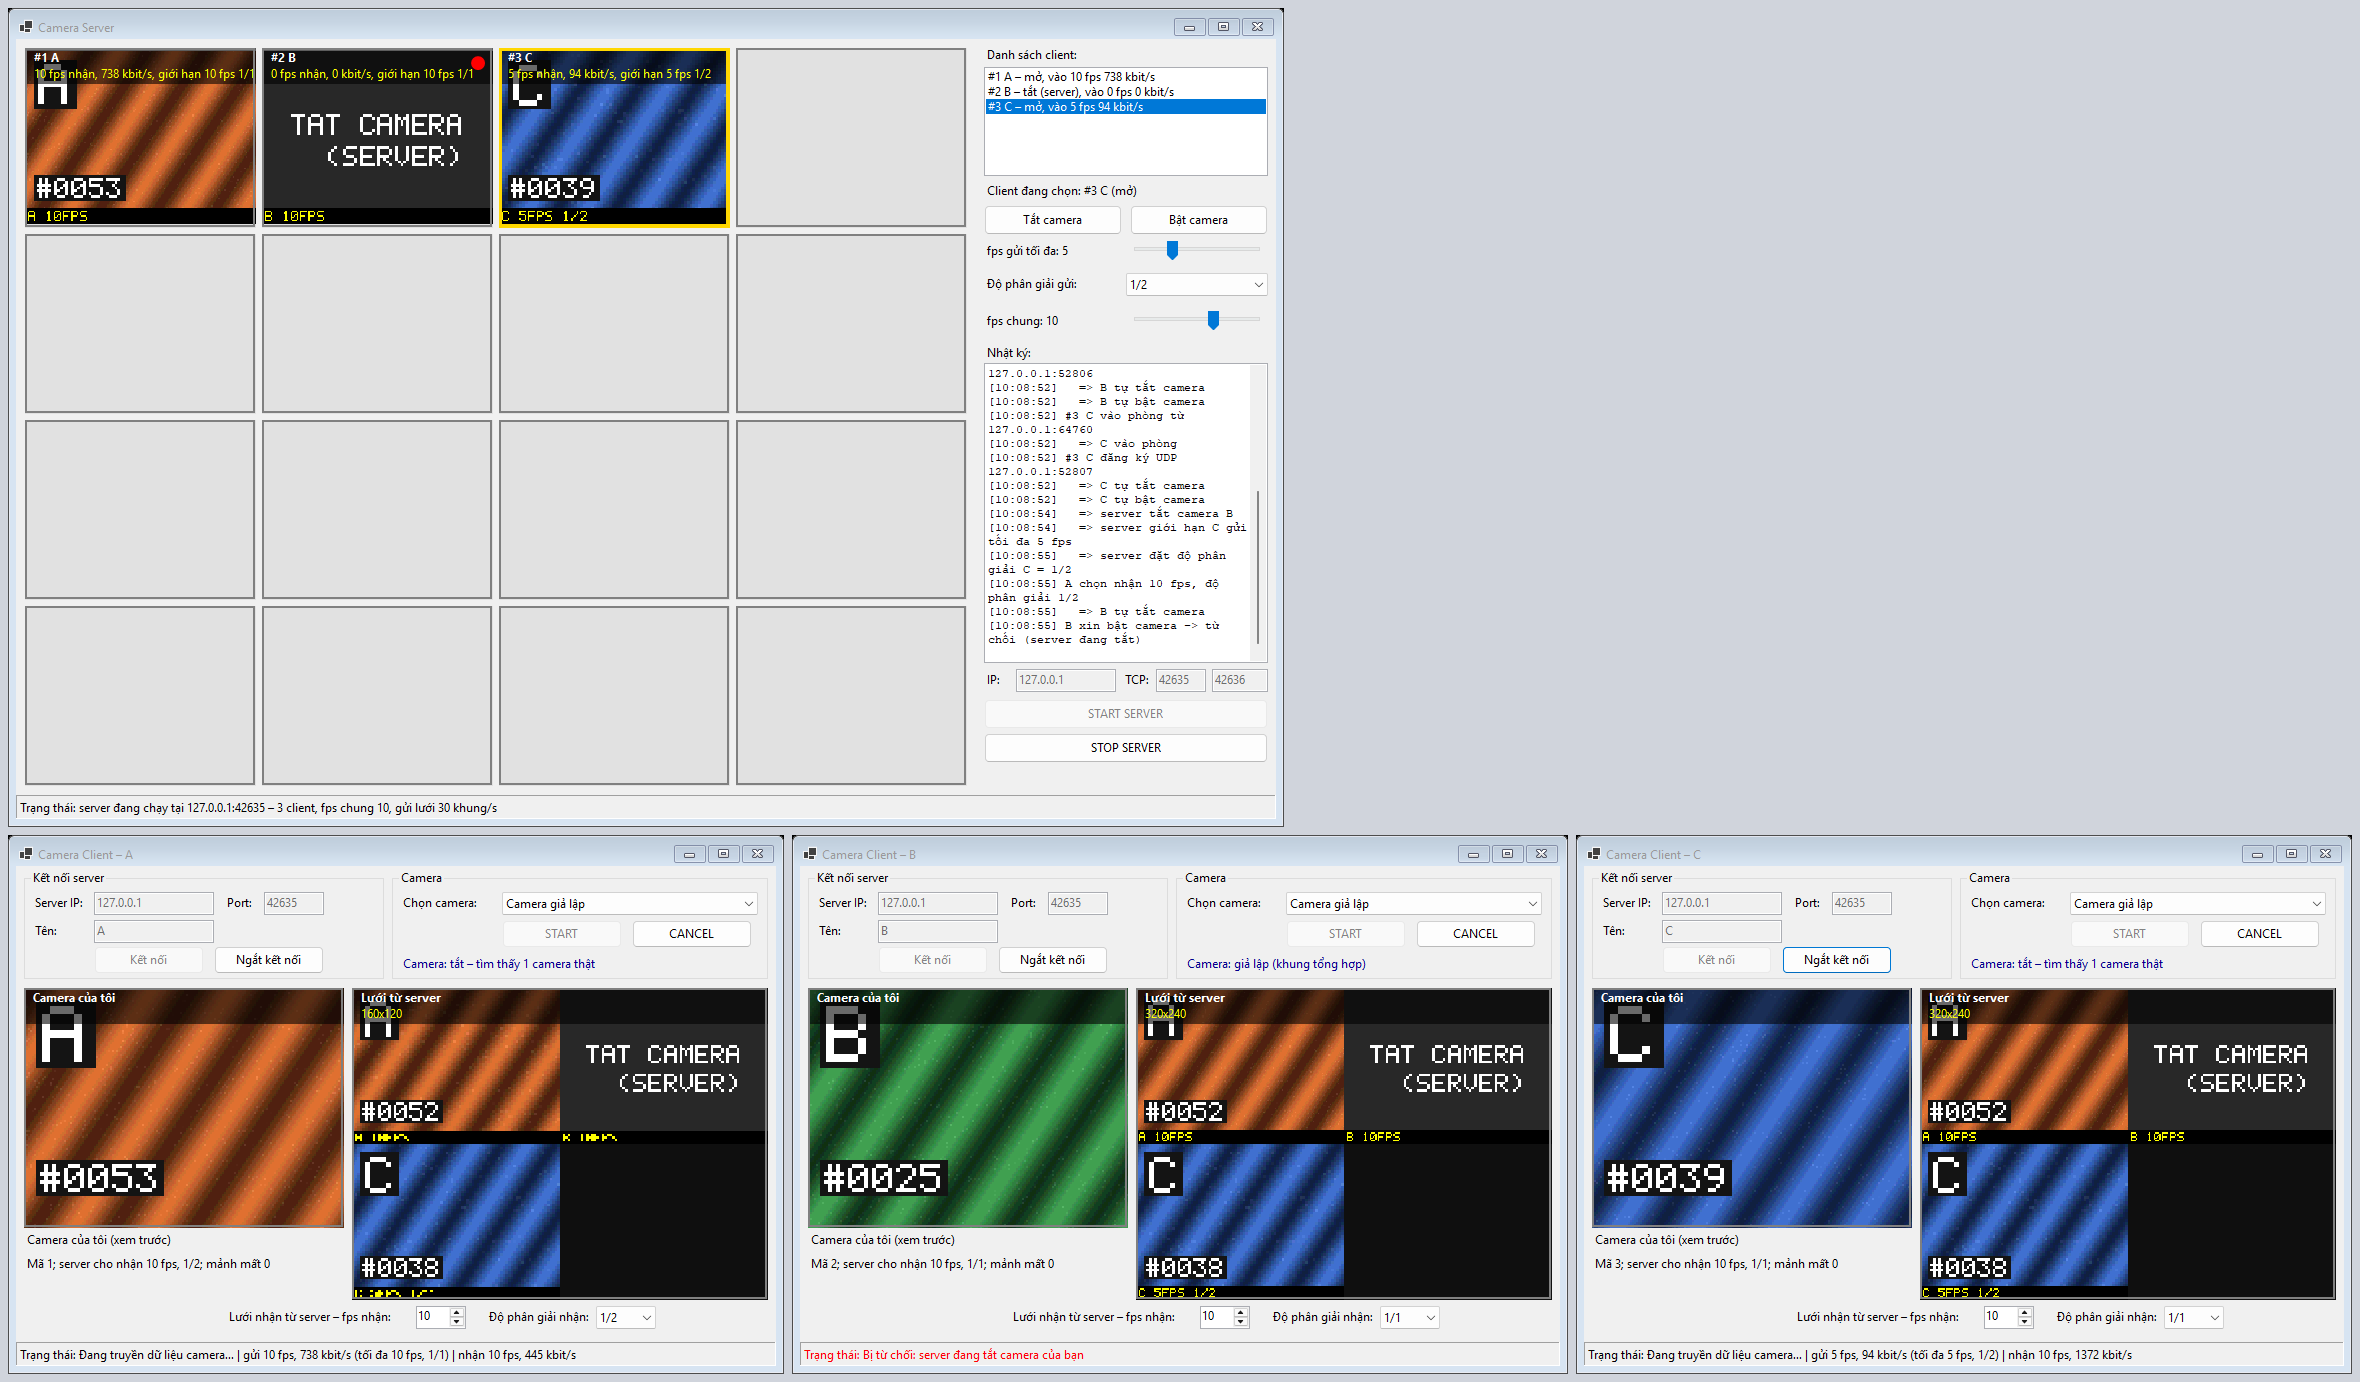 Camera Server
#1 A
10 fps nhận, 738 kbit/s, giới hạn 10 fps 1/1
A
#0053
A 10FPS
#2 B
0 fps nhận, 0 kbit/s, giới hạn 10 fps 1/1
TAT CAMERA
(SERVER)
B 10FPS
#3 C
5 fps nhận, 94 kbit/s, giới hạn 5 fps 1/2
C
#0039
C 5FPS 1/2
Danh sách client:
#1 A – mở, vào 10 fps 738 kbit/s
#2 B – tắt (server), vào 0 fps 0 kbit/s
#3 C – mở, vào 5 fps 94 kbit/s
Client đang chọn: #3 C (mở)
Tắt camera
Bật camera
fps gửi tối đa: 5
Độ phân giải gửi:
1/2
fps chung: 10
Nhật ký:
127.0.0.1:52806
[10:08:52]   => B tự tắt camera
[10:08:52]   => B tự bật camera
[10:08:52] #3 C vào phòng từ
127.0.0.1:64760
[10:08:52]   => C vào phòng
[10:08:52] #3 C đăng ký UDP
127.0.0.1:52807
[10:08:52]   => C tự tắt camera
[10:08:52]   => C tự bật camera
[10:08:54]   => server tắt camera B
[10:08:54]   => server giới hạn C gửi
tối đa 5 fps
[10:08:55]   => server đặt độ phân
giải C = 1/2
[10:08:55] A chọn nhận 10 fps, độ
phân giải 1/2
[10:08:55]   => B tự tắt camera
[10:08:55] B xin bật camera -> từ
chối (server đang tắt)
IP:
127.0.0.1
TCP:
42635
42636
START SERVER
STOP SERVER
Trạng thái: server đang chạy tại 127.0.0.1:42635 – 3 client, fps chung 10, gửi lưới 30 khung/s
Camera Client – A
Kết nối server
Server IP:
127.0.0.1
Port:
42635
Tên:
A
Kết nối
Ngắt kết nối
Camera
Chọn camera:
Camera giả lập
START
CANCEL
Camera: tắt – tìm thấy 1 camera thật
Camera của tôi
A
#0053
Lưới từ server
160x120
A
#0052
TAT CAMERA
(SERVER)
C
#0038
Camera của tôi (xem trước)
Mã 1; server cho nhận 10 fps, 1/2; mảnh mất 0
Lưới nhận từ server – fps nhận:
10
Độ phân giải nhận:
1/2
Trạng thái: Đang truyền dữ liệu camera... | gửi 10 fps, 738 kbit/s (tối đa 10 fps, 1/1) | nhận 10 fps, 445 kbit/s
Camera Client – B
Kết nối server
Server IP:
127.0.0.1
Port:
42635
Tên:
B
Kết nối
Ngắt kết nối
Camera
Chọn camera:
Camera giả lập
START
CANCEL
Camera: giả lập (khung tổng hợp)
Camera của tôi
B
#0025
Lưới từ server
320x240
A
#0052
A 10FPS
TAT CAMERA
(SERVER)
B 10FPS
C
#0038
C 5FPS 1/2
Camera của tôi (xem trước)
Mã 2; server cho nhận 10 fps, 1/1; mảnh mất 0
Lưới nhận từ server – fps nhận:
10
Độ phân giải nhận:
1/1
Trạng thái: Bị từ chối: server đang tắt camera của bạn
Camera Client – C
Kết nối server
Server IP:
127.0.0.1
Port:
42635
Tên:
C
Kết nối
Ngắt kết nối
Camera
Chọn camera:
Camera giả lập
START
CANCEL
Camera: tắt – tìm thấy 1 camera thật
Camera của tôi
C
#0039
Lưới từ server
320x240
A
#0052
A 10FPS
TAT CAMERA
(SERVER)
B 10FPS
C
#0038
C 5FPS 1/2
Camera của tôi (xem trước)
Mã 3; server cho nhận 10 fps, 1/1; mảnh mất 0
Lưới nhận từ server – fps nhận:
10
Độ phân giải nhận:
1/1
Trạng thái: Đang truyền dữ liệu camera... | gửi 5 fps, 94 kbit/s (tối đa 5 fps, 1/2) | nhận 10 fps, 1372 kbit/s